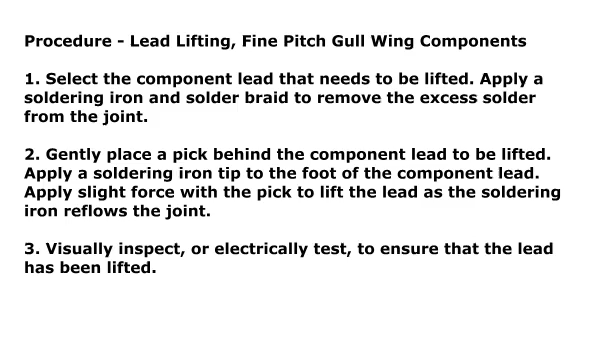 Procedure - Lead Lifting, Fine Pitch Gull Wing Components
1. Select the component lead that needs to be lifted. Apply a
soldering iron and solder braid to remove the excess solder
from the joint.
2. Gently place a pick behind the component lead to be lifted.
Apply a soldering iron tip to the foot of the component lead.
Apply slight force with the pick to lift the lead as the soldering
iron reflows the joint.
3. Visually inspect, or electrically test, to ensure that the lead
has been lifted.